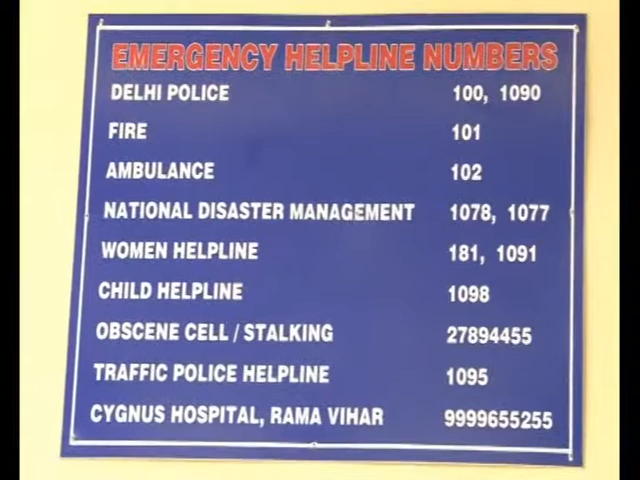 EMERGENCY HELPLINE NUMBERS
DELHI POLICE 100, 1090
FIRE 101
AMBULANCE 102
NATIONAL DISASTER MANAGEMENT 1078, 1077
WOMEN HELPLINE 181, 1091
CHILD HELPLINE 1098
OBSCENE CELL / STALKING 27894455
TRAFFIC POLICE HELPLINE 1095
CYGNUS HOSPITAL, RAMA VIHAR 9999655255